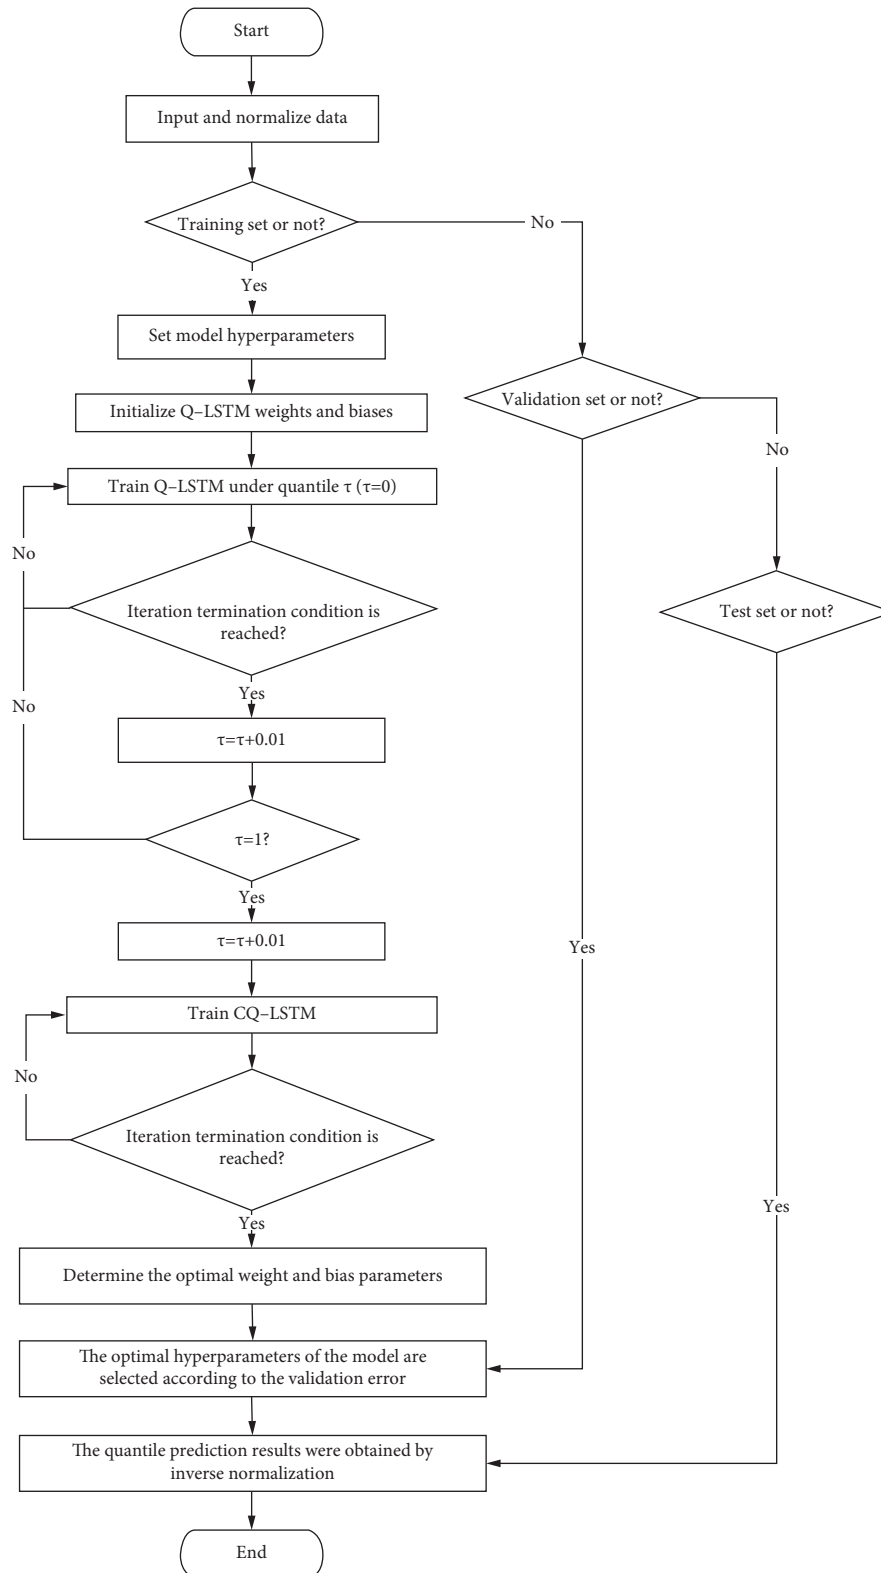 Start
Input and normalize data
Training set or not?
No
Yes
Set model hyperparameters
Validation set or not?
Initialize Q–LSTM weights and biases
No
Train Q–LSTM under quantile τ (τ=0)
No
Iteration termination condition is
reached?
Test set or not?
Yes
No
τ=τ+0.01
τ=1?
Yes
τ=τ+0.01
Yes
Train CQ–LSTM
No
Iteration termination condition is
reached?
Yes
Yes
Determine the optimal weight and bias parameters
The optimal hyperparameters of the model are
selected according to the validation error
The quantile prediction results were obtained by
inverse normalization
End